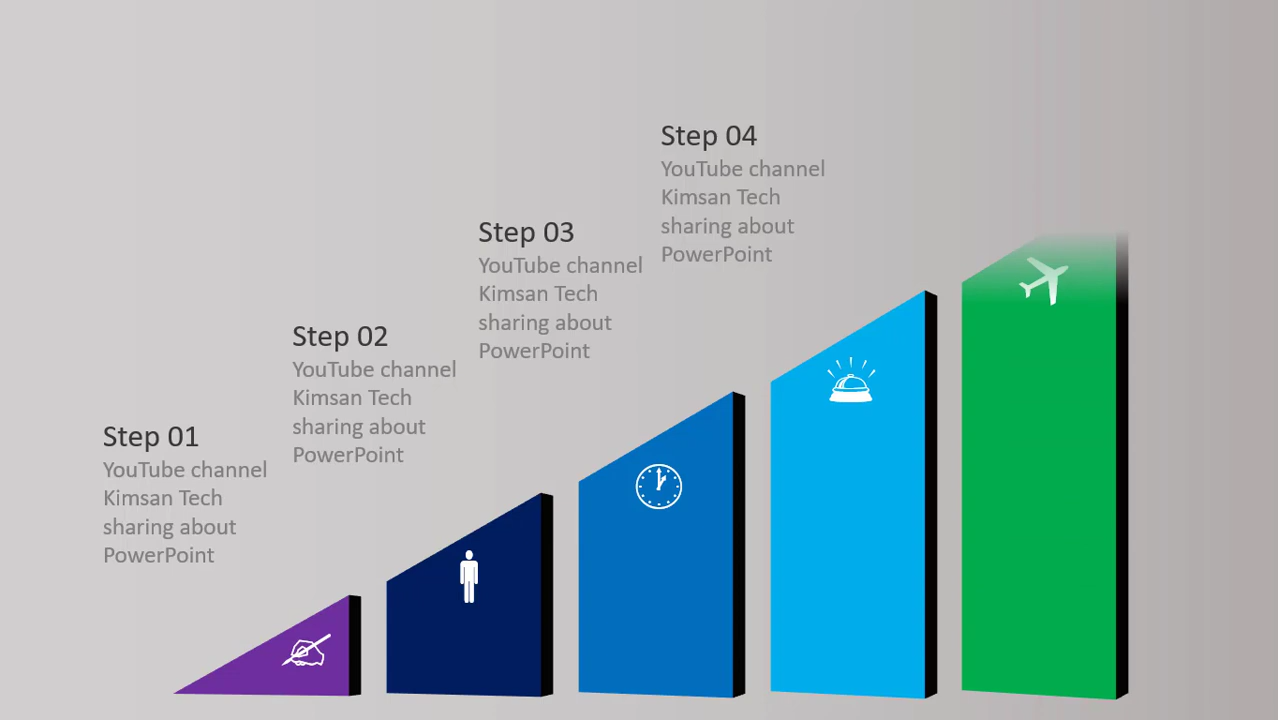 Step 01
YouTube channel
Kimsan Tech
sharing about
PowerPoint
Step 02
YouTube channel
Kimsan Tech
sharing about
PowerPoint
Step 03
YouTube channel
Kimsan Tech
sharing about
PowerPoint
Step 04
YouTube channel
Kimsan Tech
sharing about
PowerPoint